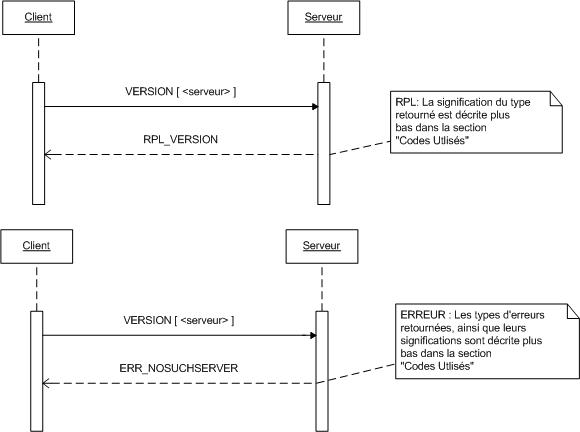 Client
Serveur
VERSION [ <serveur> ]
RPL: La signification du type
retourné est décrite plus
bas dans la section
"Codes Utlisés"
RPL_VERSION
Client
Serveur
VERSION [ <serveur> ]
ERREUR : Les types d'erreurs
retournées, ainsi que leurs
significations sont décrite plus
bas dans la section
"Codes Utlisés"
ERR_NOSUCHSERVER